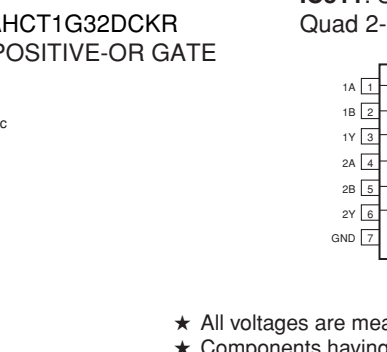 AHCT1G32DCKR
POSITIVE-OR GATE
Quad 2-
1A 1
1B 2
1Y 3
2A 4
2B 5
2Y 6
GND 7
★ All voltages are mea
★ Components having